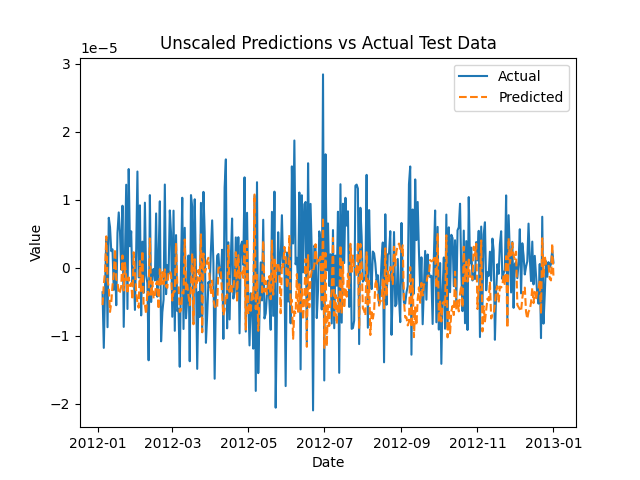 Unscaled Predictions vs Actual Test Data
1e−5
Actual
Predicted
3
2
1
0
−1
−2
Value
2012-01 2012-03 2012-05 2012-07 2012-09 2012-11 2013-01
Date